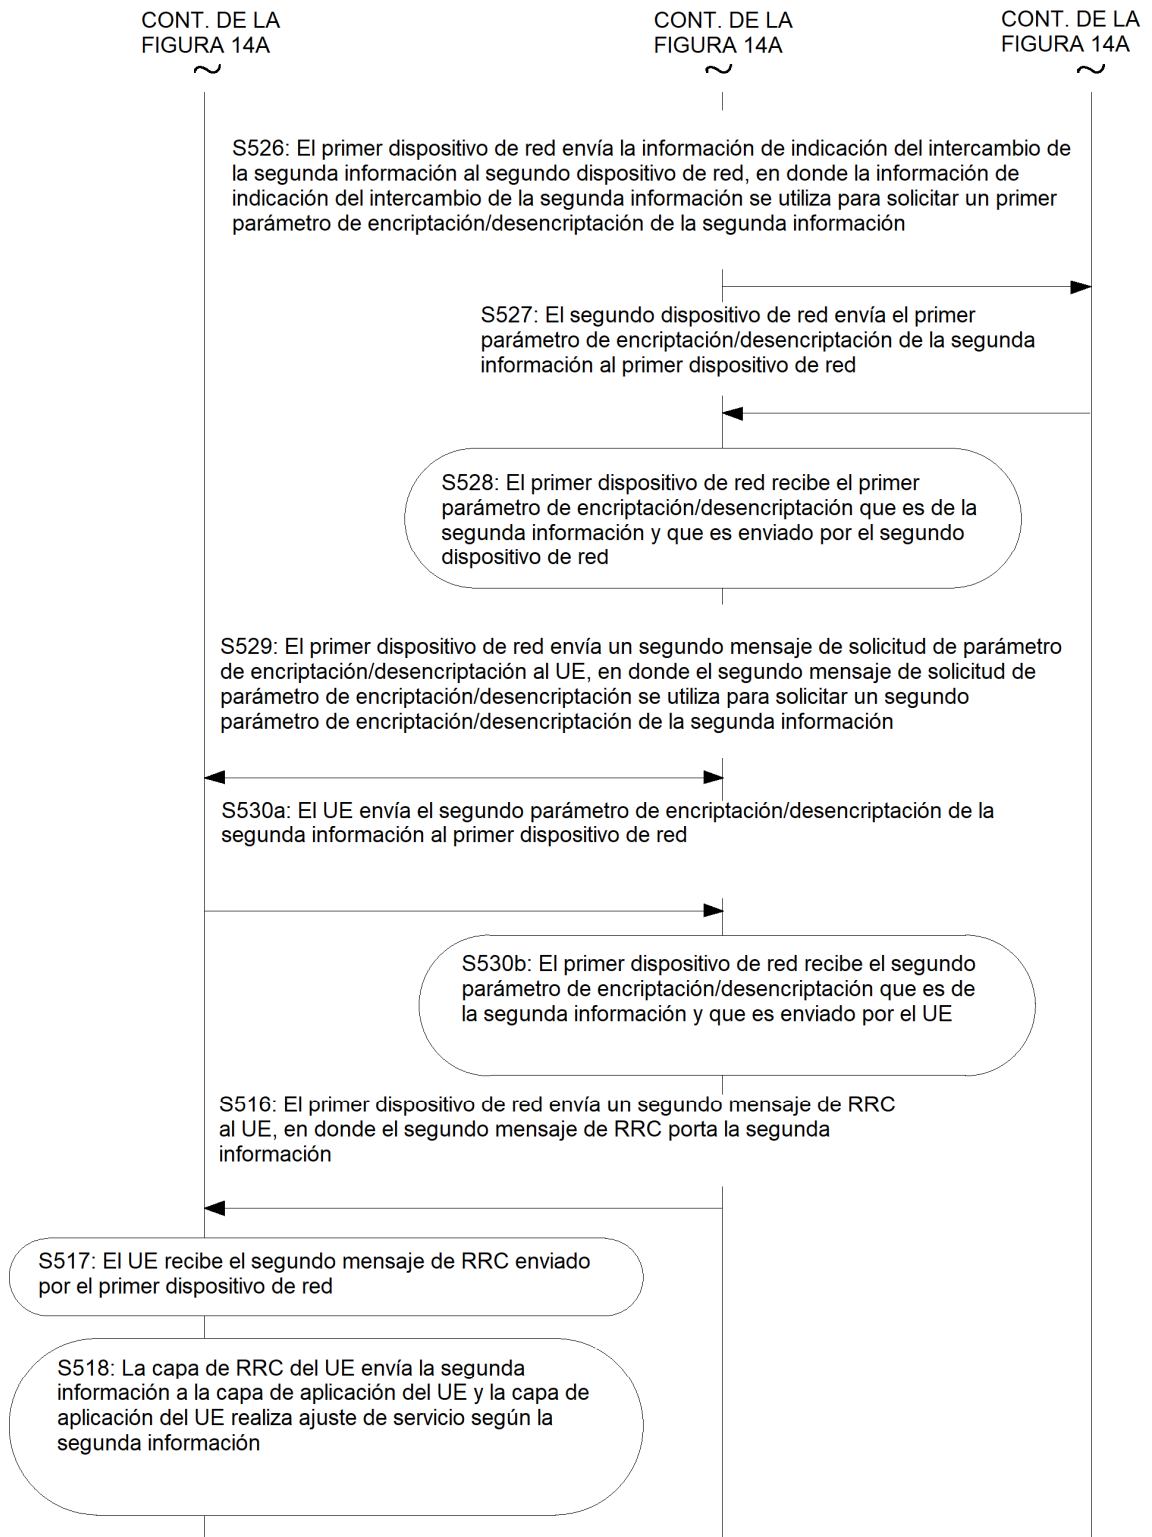 CONT. DE LA
FIGURA 14A
CONT. DE LA
FIGURA 14A
CONT. DE LA
FIGURA 14A
S526: El primer dispositivo de red envía la información de indicación del intercambio de
la segunda información al segundo dispositivo de red, en donde la información de
indicación del intercambio de la segunda información se utiliza para solicitar un primer
parámetro de encriptación/desencriptación de la segunda información
S527: El segundo dispositivo de red envía el primer
parámetro de encriptación/desencriptación de la segunda
información al primer dispositivo de red
S528: El primer dispositivo de red recibe el primer
parámetro de encriptación/desencriptación que es de la
segunda información y que es enviado por el segundo
dispositivo de red
S529: El primer dispositivo de red envía un segundo mensaje de solicitud de parámetro
de encriptación/desencriptación al UE, en donde el segundo mensaje de solicitud de
parámetro de encriptación/desencriptación se utiliza para solicitar un segundo
parámetro de encriptación/desencriptación de la segunda información
S530a: El UE envía el segundo parámetro de encriptación/desencriptación de la
segunda información al primer dispositivo de red
S530b: El primer dispositivo de red recibe el segundo
parámetro de encriptación/desencriptación que es de
la segunda información y que es enviado por el UE
S516: El primer dispositivo de red envía un segundo mensaje de RRC
al UE, en donde el segundo mensaje de RRC porta la segunda
información
S517: El UE recibe el segundo mensaje de RRC enviado
por el primer dispositivo de red
S518: La capa de RRC del UE envía la segunda
información a la capa de aplicación del UE y la capa de
aplicación del UE realiza ajuste de servicio según la
segunda información